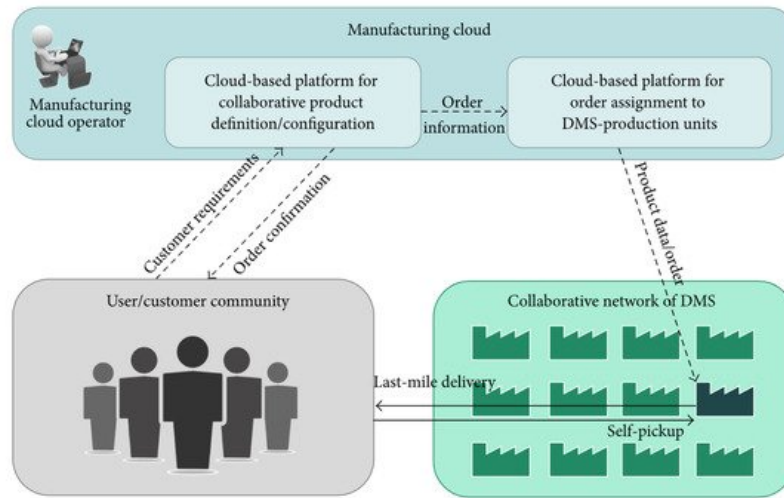 Manufacturing cloud
Manufacturing
cloud operator
Cloud-based platform for
collaborative product
definition/configuration
Order
information
Cloud-based platform for
order assignment to
DMS-production units
Customer requirements
Order confirmation
Product data/order
User/customer community
Collaborative network of DMS
Last-mile delivery
Self-pickup